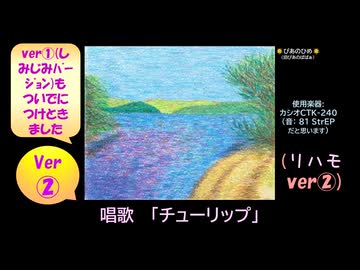 ver①(し
みじみバー
ジョン)も
ついでに
つけとき
ました
Ver
②
☀ぴあのひめ☀
(旧ぴあのばばぁ)
使用楽器:
カシオCTK-240
(音: 81 StrEP
だと思います)
(リハモ
ver②)
唱歌 「チューリップ」